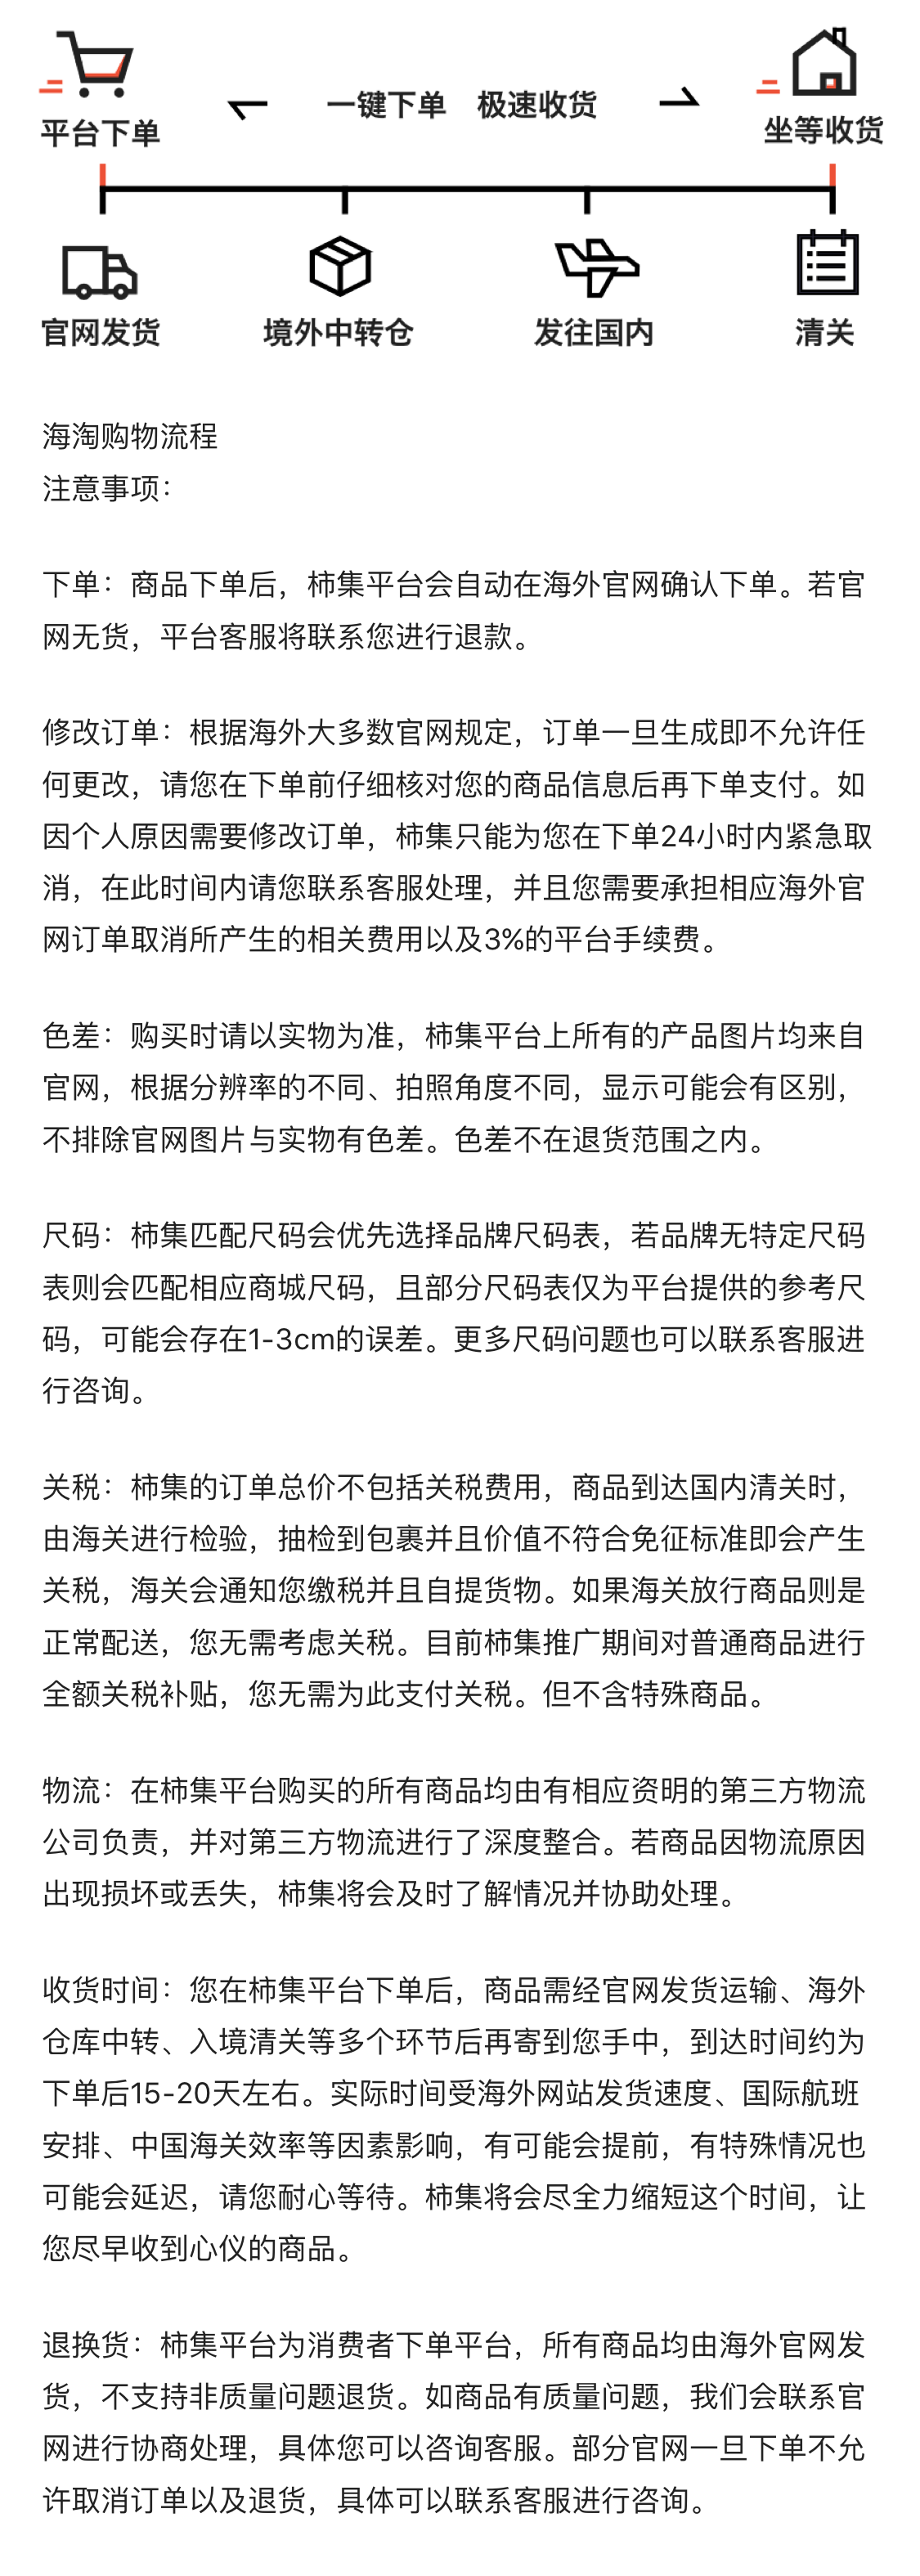 平台下单
一键下单 极速收货
坐等收货
官网发货
境外中转仓
发往国内
清关
海淘购物流程
注意事项：
下单：商品下单后，柿集平台会自动在海外官网确认下单。若官
网无货，平台客服将联系您进行退款。
修改订单：根据海外大多数官网规定，订单一旦生成即不允许任
何更改，请您在下单前仔细核对您的商品信息后再下单支付。如
因个人原因需要修改订单，柿集只能为您在下单24小时内紧急取
消，在此时间内请您联系客服处理，并且您需要承担相应海外官
网订单取消所产生的相关费用以及3%的平台手续费。
色差：购买时请以实物为准，柿集平台上所有的产品图片均来自
官网，根据分辨率的不同、拍照角度不同，显示可能会有区别，
不排除官网图片与实物有色差。色差不在退货范围之内。
尺码：柿集匹配尺码会优先选择品牌尺码表，若品牌无特定尺码
表则会匹配相应商城尺码，且部分尺码表仅为平台提供的参考尺
码，可能会存在1-3cm的误差。更多尺码问题也可以联系客服进
行咨询。
关税：柿集的订单总价不包括关税费用，商品到达国内清关时，
由海关进行检验，抽检到包裹并且价值不符合免征标准即会产生
关税，海关会通知您缴税并且自提货物。如果海关放行商品则是
正常配送，您无需考虑关税。目前柿集推广期间对普通商品进行
全额关税补贴，您无需为此支付关税。但不含特殊商品。
物流：在柿集平台购买的所有商品均由有相应资明的第三方物流
公司负责，并对第三方物流进行了深度整合。若商品因物流原因
出现损坏或丢失，柿集将会及时了解情况并协助处理。
收货时间：您在柿集平台下单后，商品需经官网发货运输、海外
仓库中转、入境清关等多个环节后再寄到您手中，到达时间约为
下单后15-20天左右。实际时间受海外网站发货速度、国际航班
安排、中国海关效率等因素影响，有可能会提前，有特殊情况也
可能会延迟，请您耐心等待。柿集将会尽全力缩短这个时间，让
您尽早收到心仪的商品。
退换货：柿集平台为消费者下单平台，所有商品均由海外官网发
货，不支持非质量问题退货。如商品有质量问题，我们会联系官
网进行协商处理，具体您可以咨询客服。部分官网一旦下单不允
许取消订单以及退货，具体可以联系客服进行咨询。